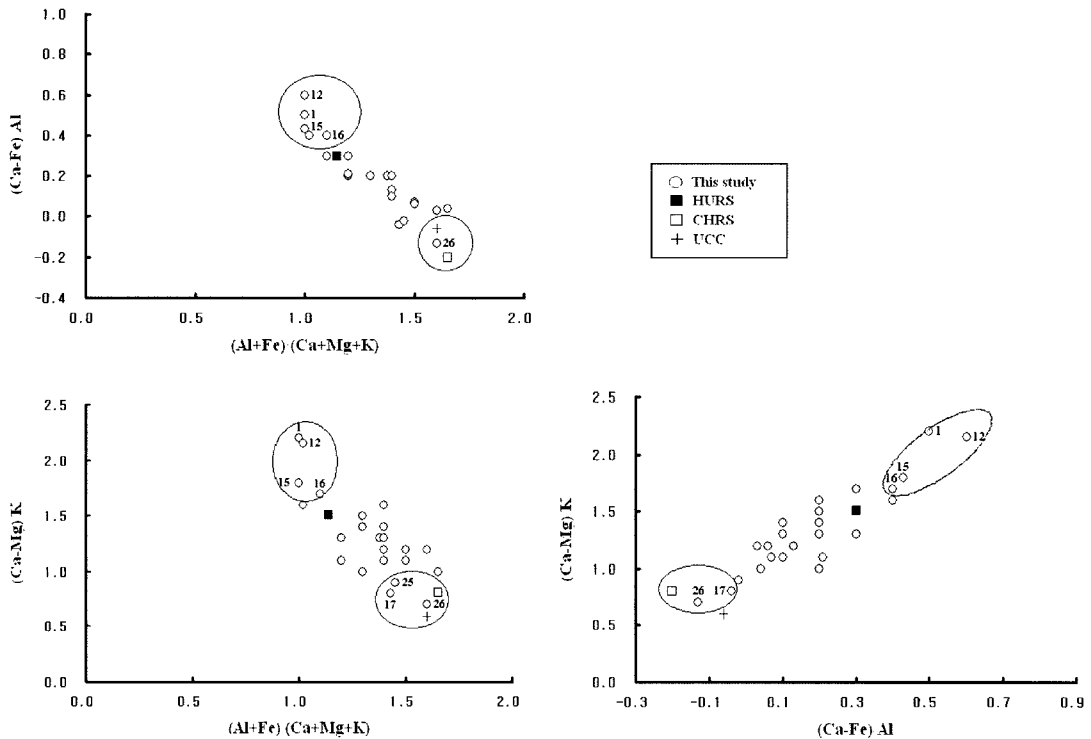 1.0
0.8
0.6
0.4
0.2
0.0
-0.2
-0.4
(Ca-Fe) Al
12
1
15
16
26
0.0 0.5 1.0 1.5 2.0
(Al+Fe) (Ca+Mg+K)
This study
HURS
CHRS
UCC
2.5
2.0
1.5
1.0
0.5
0.0
(Ca-Mg) K
1
12
15 16
25
17 26
0.0 0.5 1.0 1.5 2.0
(Al+Fe) (Ca+Mg+K)
2.5
2.0
1.5
1.0
0.5
0.0
(Ca-Mg) K
1 12
15
16
26 17
-0.3 -0.1 0.1 0.3 0.5 0.7 0.9
(Ca-Fe) Al